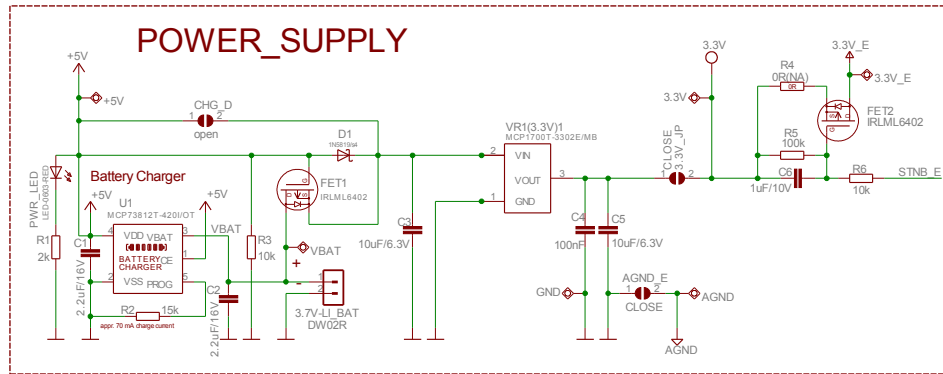 POWER_SUPPLY
+5V
+5V
CHG_D
1 2
open
D1
1N5819/s4
PWR_LED
LED-0603-RED
R1
2k
Battery Charger
+5V
+5V
U1
MCP73812T-420I/OT
4 VDD VBAT 3
CE 1
BATTERY
CHARGER
2 VSS PROG 5
C1
2.2uF/16V
R2 15k
appr. 70 mA charge current
VBAT
C2
2.2uF/16V
R3
10k
G
D S
FET1
IRLML6402
VBAT
+
-
1
2
3.7V-LI_BAT
DW02R
C3
10uF/6.3V
VR1(3.3V)1
MCP1700T-3302E/MB
2 VIN
VOUT 3
1 GND
C4
100nF
C5
10uF/6.3V
CLOSE
3.3V_JP
1 2
GND
AGND_E
1 2
CLOSE
AGND
AGND
3.3V
3.3V
R4
0R(NA)
0R
R5
100k
C6
1uF/10V
3.3V_E
3.3V_E
S D
G
FET2
IRLML6402
R6
10k
STNB_E